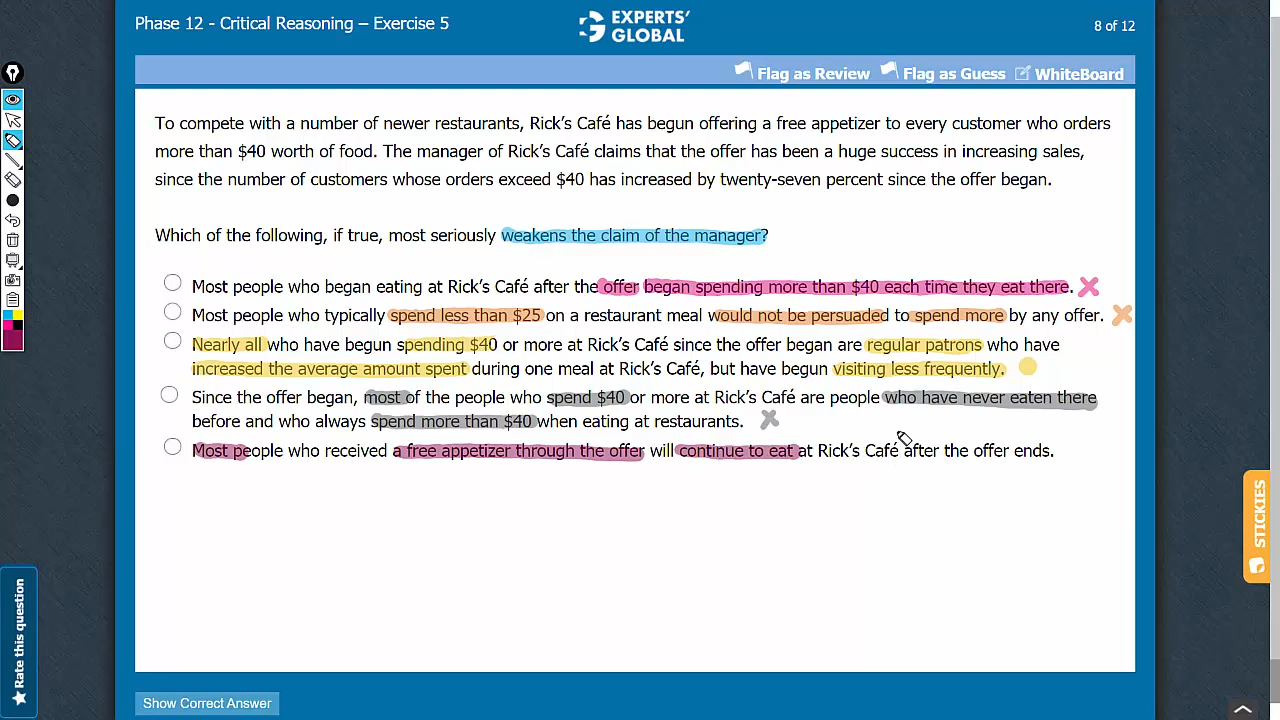 Phase 12 - Critical Reasoning – Exercise 5
EXPERTS’
GLOBAL
8 of 12
Flag as Review
Flag as Guess
WhiteBoard
To compete with a number of newer restaurants, Rick’s Café has begun offering a free appetizer to every customer who orders
more than $40 worth of food. The manager of Rick’s Café claims that the offer has been a huge success in increasing sales,
since the number of customers whose orders exceed $40 has increased by twenty-seven percent since the offer began.
Which of the following, if true, most seriously weakens the claim of the manager?
Most people who began eating at Rick’s Café after the offer began spending more than $40 each time they eat there.
Most people who typically spend less than $25 on a restaurant meal would not be persuaded to spend more by any offer.
Nearly all who have begun spending $40 or more at Rick’s Café since the offer began are regular patrons who have
increased the average amount spent during one meal at Rick’s Café, but have begun visiting less frequently.
Since the offer began, most of the people who spend $40 or more at Rick’s Café are people who have never eaten there
before and who always spend more than $40 when eating at restaurants.
Most people who received a free appetizer through the offer will continue to eat at Rick’s Café after the offer ends.
STICKIES
Rate this question
Show Correct Answer